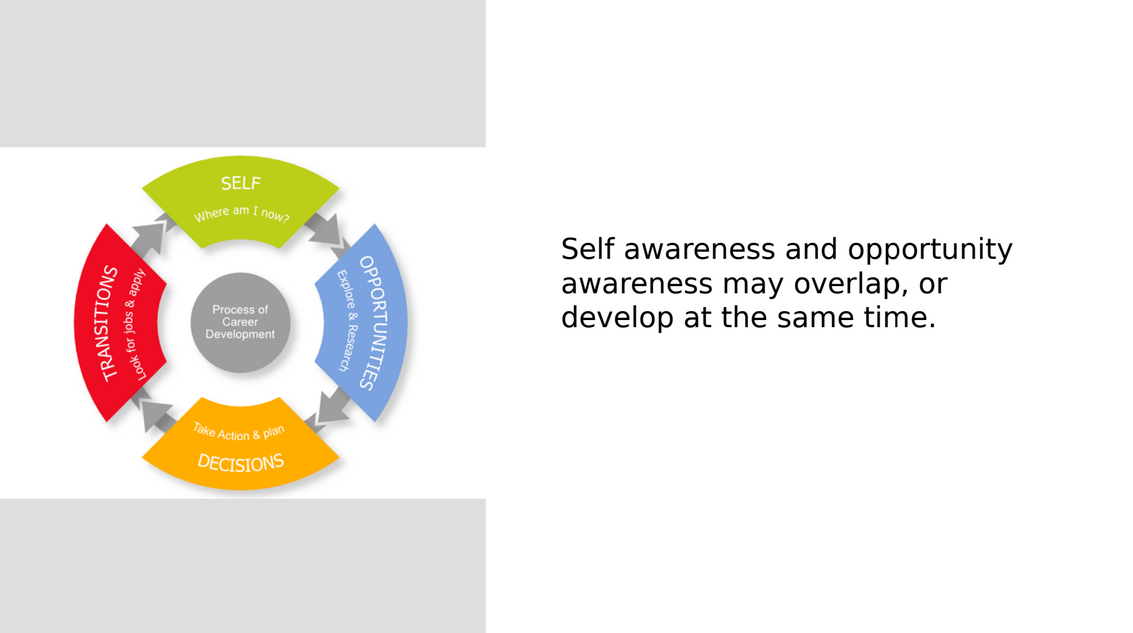 SELF
Where am I now?
OPPORTUNITIES
Explore & Research
Take Action & plan
DECISIONS
TRANSITIONS
Look for jobs & apply
Process of
Career
Development
Self awareness and opportunity
awareness may overlap, or
develop at the same time.